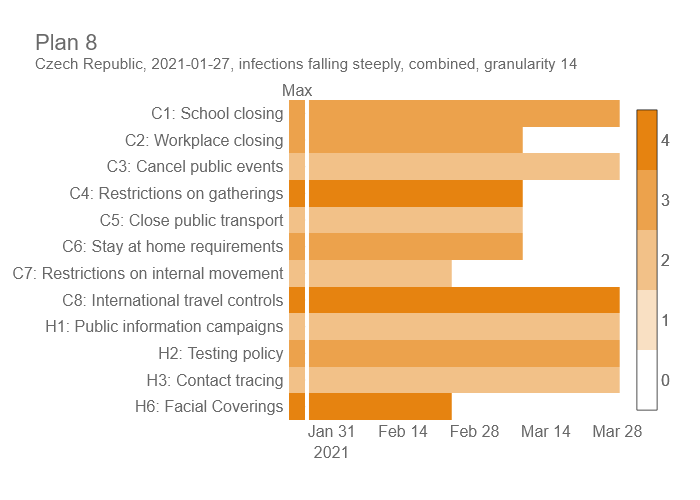 Plan 8
Czech Republic, 2021-01-27, infections falling steeply, combined, granularity 14
Max
C1: School closing
C2: Workplace closing
C3: Cancel public events
C4: Restrictions on gatherings
C5: Close public transport
C6: Stay at home requirements
C7: Restrictions on internal movement
C8: International travel controls
H1: Public information campaigns
H2: Testing policy
H3: Contact tracing
H6: Facial Coverings
Jan 31 Feb 14 Feb 28 Mar 14 Mar 28
2021
4
3
2
1
0